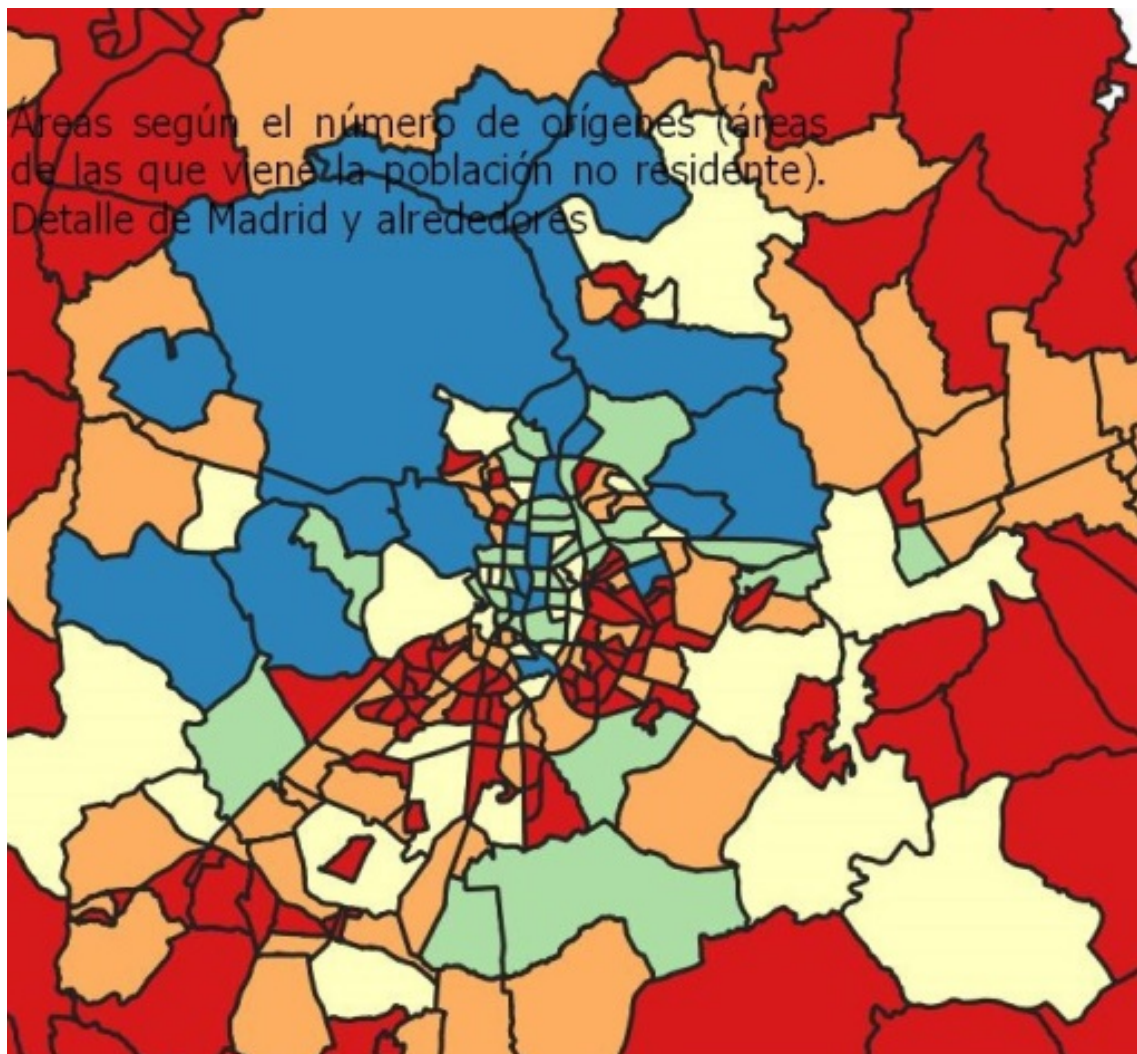 Áreas según el número de orígenes (áreas
de las que viene la población no residente).
Detalle de Madrid y alrededores